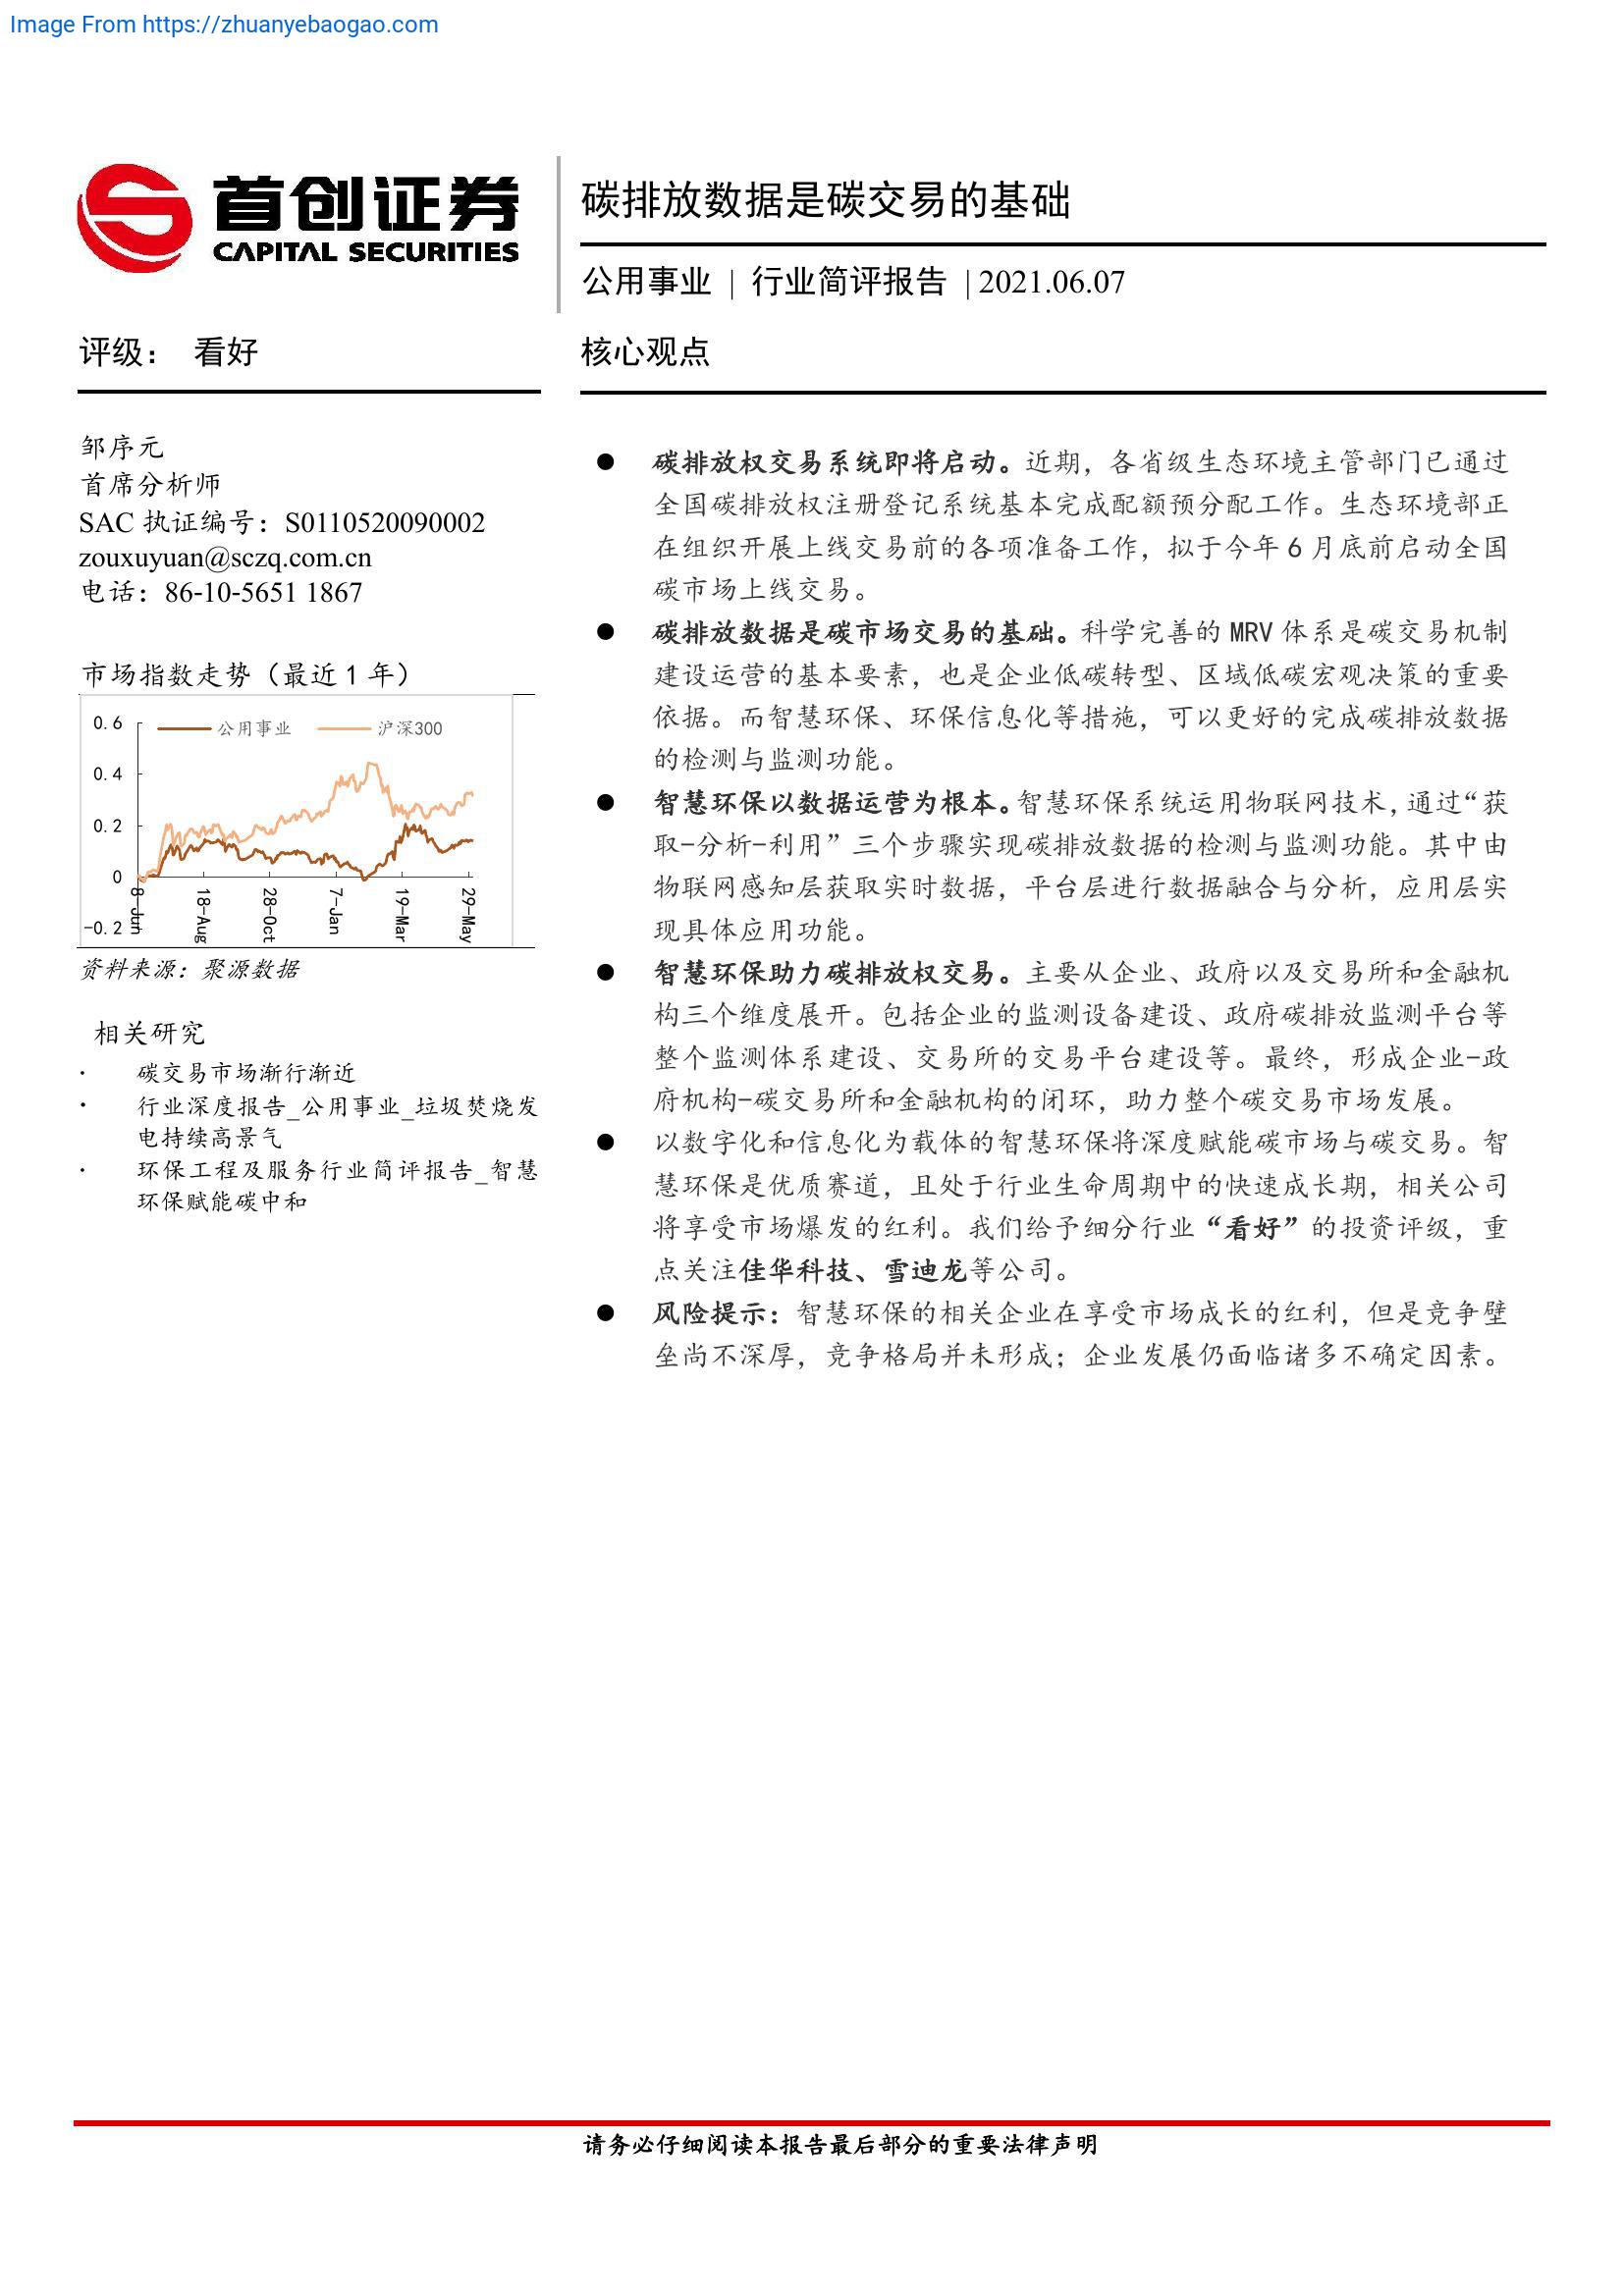 Image From https://zhuanyebaogao.com
首创证券
CAPITAL SECURITIES
碳排放数据是碳交易的基础
公用事业 | 行业简评报告 | 2021.06.07
评级： 看好
邹序元
首席分析师
SAC 执证编号：S0110520090002
zouxuyuan@sczq.com.cn
电话：86-10-5651 1867
市场指数走势（最近 1 年）
公用事业 沪深300
0.6
0.4
0.2
0
-0.2
8-Jun 18-Aug 28-Oct 7-Jan 19-Mar 29-May
资料来源：聚源数据
相关研究
· 碳交易市场渐行渐近
· 行业深度报告_公用事业_垃圾焚烧发
电持续高景气
· 环保工程及服务行业简评报告_智慧
环保赋能碳中和
核心观点
● 碳排放权交易系统即将启动。近期，各省级生态环境主管部门已通过
全国碳排放权注册登记系统基本完成配额预分配工作。生态环境部正
在组织开展上线交易前的各项准备工作，拟于今年 6 月底前启动全国
碳市场上线交易。
● 碳排放数据是碳市场交易的基础。科学完善的 MRV 体系是碳交易机制
建设运营的基本要素，也是企业低碳转型、区域低碳宏观决策的重要
依据。而智慧环保、环保信息化等措施，可以更好的完成碳排放数据
的检测与监测功能。
● 智慧环保以数据运营为根本。智慧环保系统运用物联网技术，通过“获
取-分析-利用”三个步骤实现碳排放数据的检测与监测功能。其中由
物联网感知层获取实时数据，平台层进行数据融合与分析，应用层实
现具体应用功能。
● 智慧环保助力碳排放权交易。主要从企业、政府以及交易所和金融机
构三个维度展开。包括企业的监测设备建设、政府碳排放监测平台等
整个监测体系建设、交易所的交易平台建设等。最终，形成企业-政
府机构-碳交易所和金融机构的闭环，助力整个碳交易市场发展。
● 以数字化和信息化为载体的智慧环保将深度赋能碳市场与碳交易。智
慧环保是优质赛道，且处于行业生命周期中的快速成长期，相关公司
将享受市场爆发的红利。我们给予细分行业“看好”的投资评级，重
点关注佳华科技、雪迪龙等公司。
● 风险提示：智慧环保的相关企业在享受市场成长的红利，但是竞争壁
垒尚不深厚，竞争格局并未形成；企业发展仍面临诸多不确定因素。
请务必仔细阅读本报告最后部分的重要法律声明